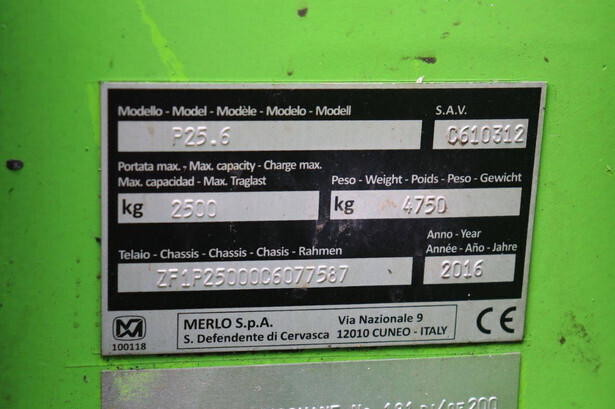 Modello - Model - Modèle - Modelo - Modell
S.A.V.
P25.6
C610312
Portata max. - Max. capacity - Charge max.
Max. capacidad - Max. Traglast
Peso - Weight - Poids - Peso - Gewicht
kg 2500
kg 4750
Telaio - Chassis - Chassis - Chasis - Rahmen
Anno - Year
Année - Año - Jahre
ZF1P25000C6077587
2016
100118
MERLO S.p.A.
Via Nazionale 9
S. Defendente di Cervasca
12010 CUNEO - ITALY
CE